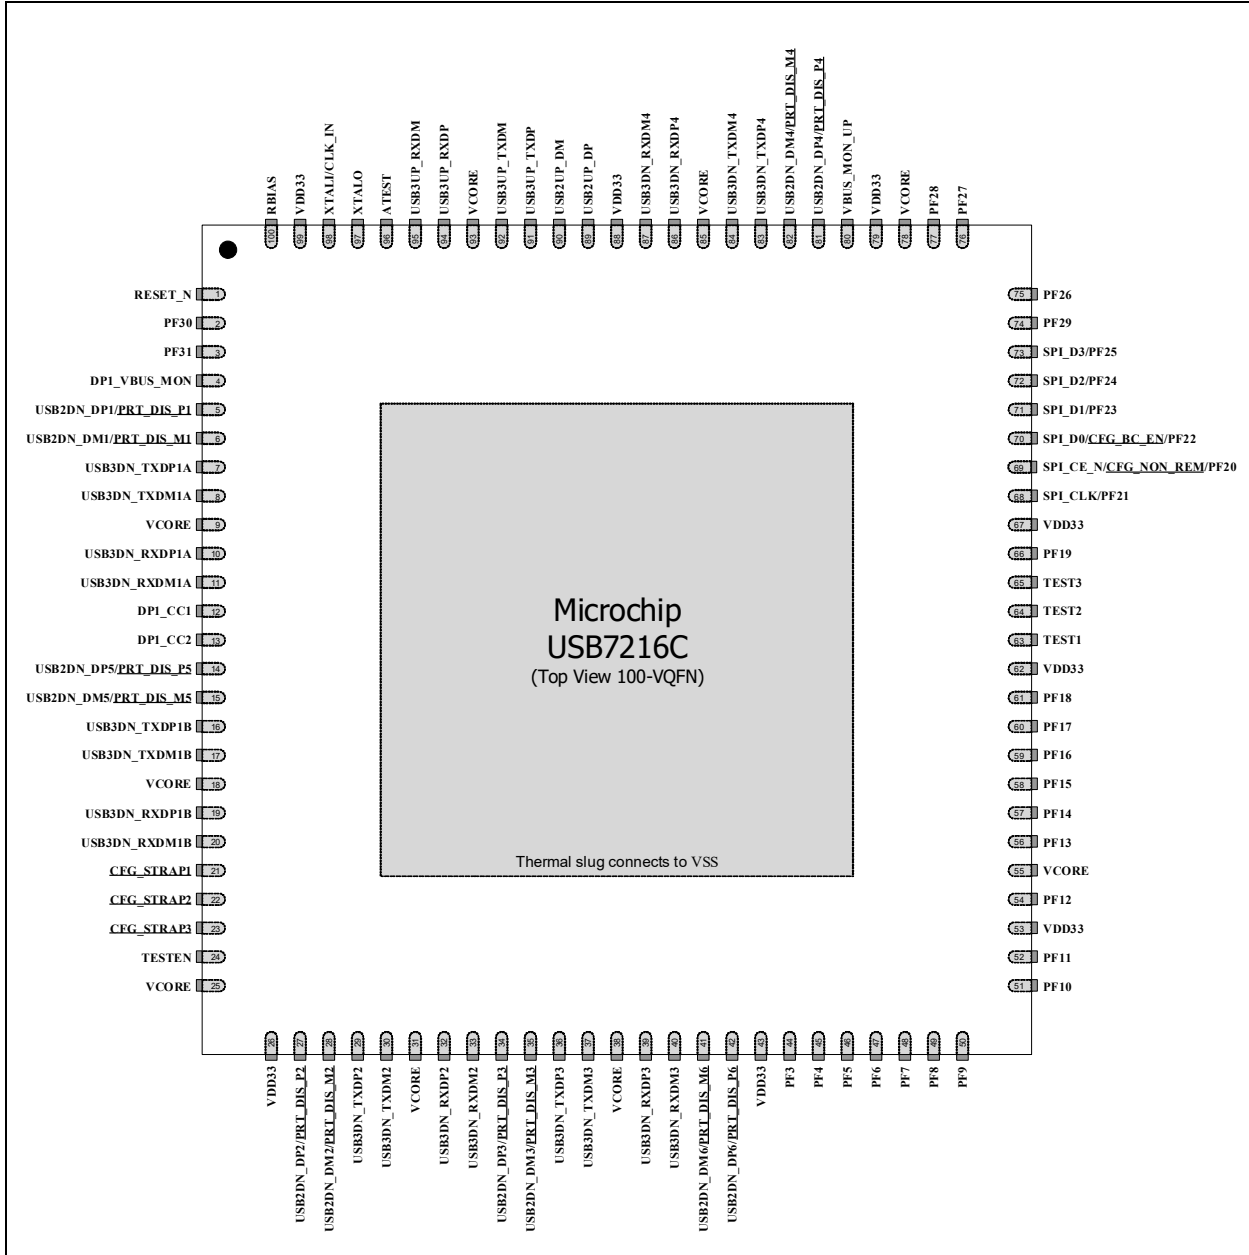 RBIAS
VDD33
XTALI/CLK_IN
XTALO
ATEST
USB3UP_RXDM
USB3UP_RXDP
VCORE
USB3UP_TXDM
USB3UP_TXDP
USB2UP_DM
USB2UP_DP
VDD33
USB3DN_RXDM4
USB3DN_RXDP4
VCORE
USB3DN_TXDM4
USB3DN_TXDP4
USB2DN_DM4/PRT_DIS_M4
USB2DN_DP4/PRT_DIS_P4
VBUS_MON_UP
VDD33
VCORE
PF28
PF27
100
99
98
97
96
95
94
93
92
91
90
89
88
87
86
85
84
83
82
81
80
79
78
77
76
RESET_N 1
PF30 2
PF31 3
DP1_VBUS_MON 4
USB2DN_DP1/PRT_DIS_P1 5
USB2DN_DM1/PRT_DIS_M1 6
USB3DN_TXDP1A 7
USB3DN_TXDM1A 8
VCORE 9
USB3DN_RXDP1A 10
USB3DN_RXDM1A 11
DP1_CC1 12
DP1_CC2 13
USB2DN_DP5/PRT_DIS_P5 14
USB2DN_DM5/PRT_DIS_M5 15
USB3DN_TXDP1B 16
USB3DN_TXDM1B 17
VCORE 18
USB3DN_RXDP1B 19
USB3DN_RXDM1B 20
CFG_STRAP1 21
CFG_STRAP2 22
CFG_STRAP3 23
TESTEN 24
VCORE 25
Microchip
USB7216C
(Top View 100-VQFN)
Thermal slug connects to VSS
75 PF26
74 PF29
73 SPI_D3/PF25
72 SPI_D2/PF24
71 SPI_D1/PF23
70 SPI_D0/CFG_BC_EN/PF22
69 SPI_CE_N/CFG_NON_REM/PF20
68 SPI_CLK/PF21
67 VDD33
66 PF19
65 TEST3
64 TEST2
63 TEST1
62 VDD33
61 PF18
60 PF17
59 PF16
58 PF15
57 PF14
56 PF13
55 VCORE
54 PF12
53 VDD33
52 PF11
51 PF10
26
27
28
29
30
31
32
33
34
35
36
37
38
39
40
41
42
43
44
45
46
47
48
49
50
VDD33
USB2DN_DP2/PRT_DIS_P2
USB2DN_DM2/PRT_DIS_M2
USB3DN_TXDP2
USB3DN_TXDM2
VCORE
USB3DN_RXDP2
USB3DN_RXDM2
USB2DN_DP3/PRT_DIS_P3
USB2DN_DM3/PRT_DIS_M3
USB3DN_TXDP3
USB3DN_TXDM3
VCORE
USB3DN_RXDP3
USB3DN_RXDM3
USB2DN_DM6/PRT_DIS_M6
USB2DN_DP6/PRT_DIS_P6
VDD33
PF3
PF4
PF5
PF6
PF7
PF8
PF9